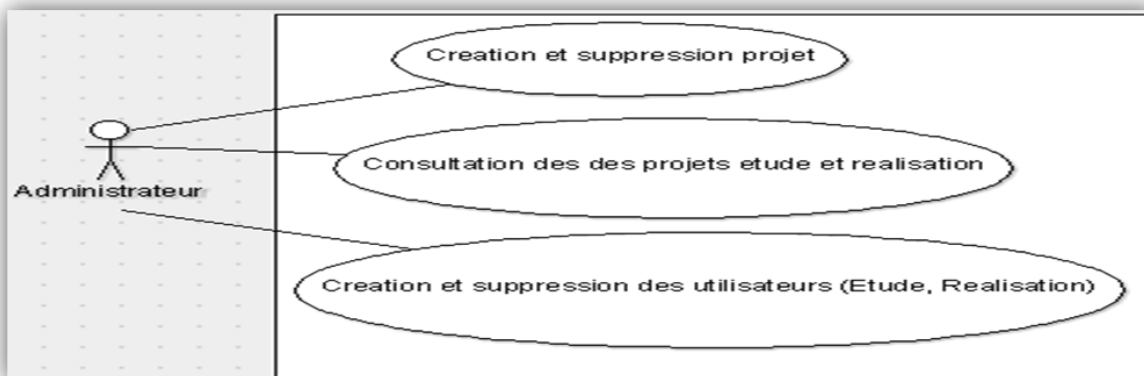 Creation et suppression projet
Consultation des des projets etude et realisation
Administrateur
Creation et suppression des utilisateurs (Etude, Realisation)